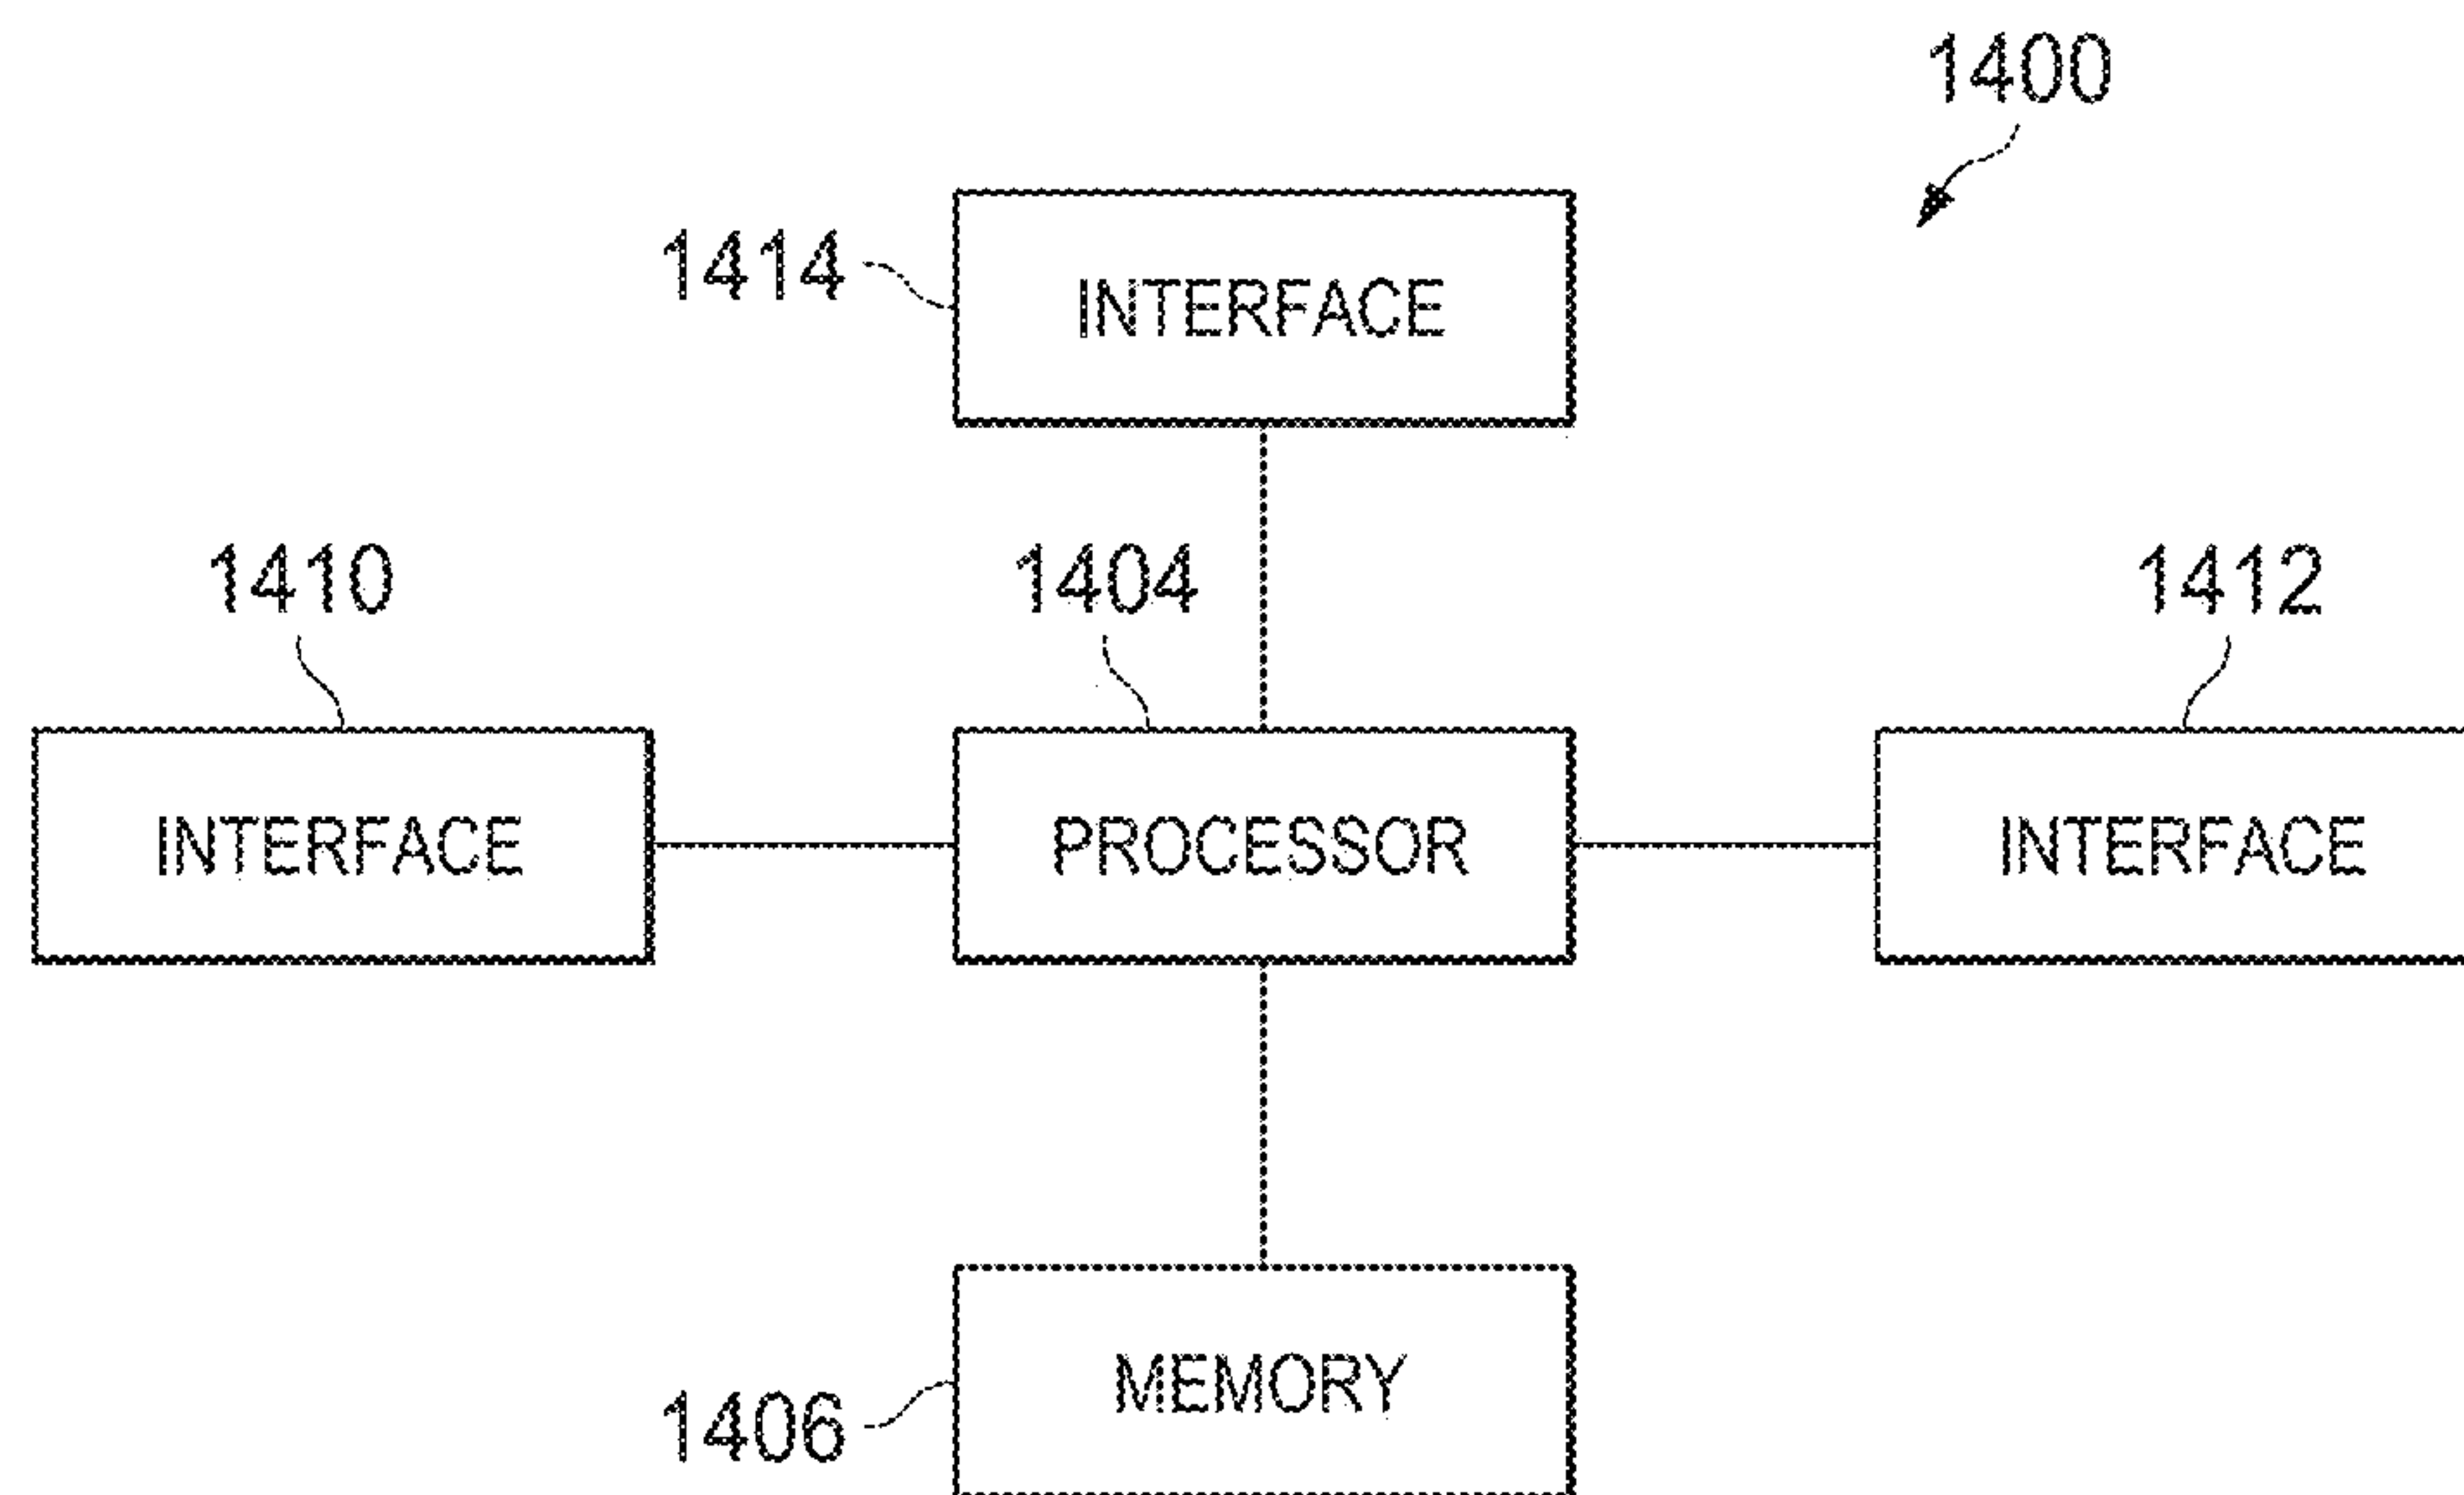 1400
1414
INTERFACE
1410
1404
1412
INTERFACE
PROCESSOR
INTERFACE
MEMORY
1406